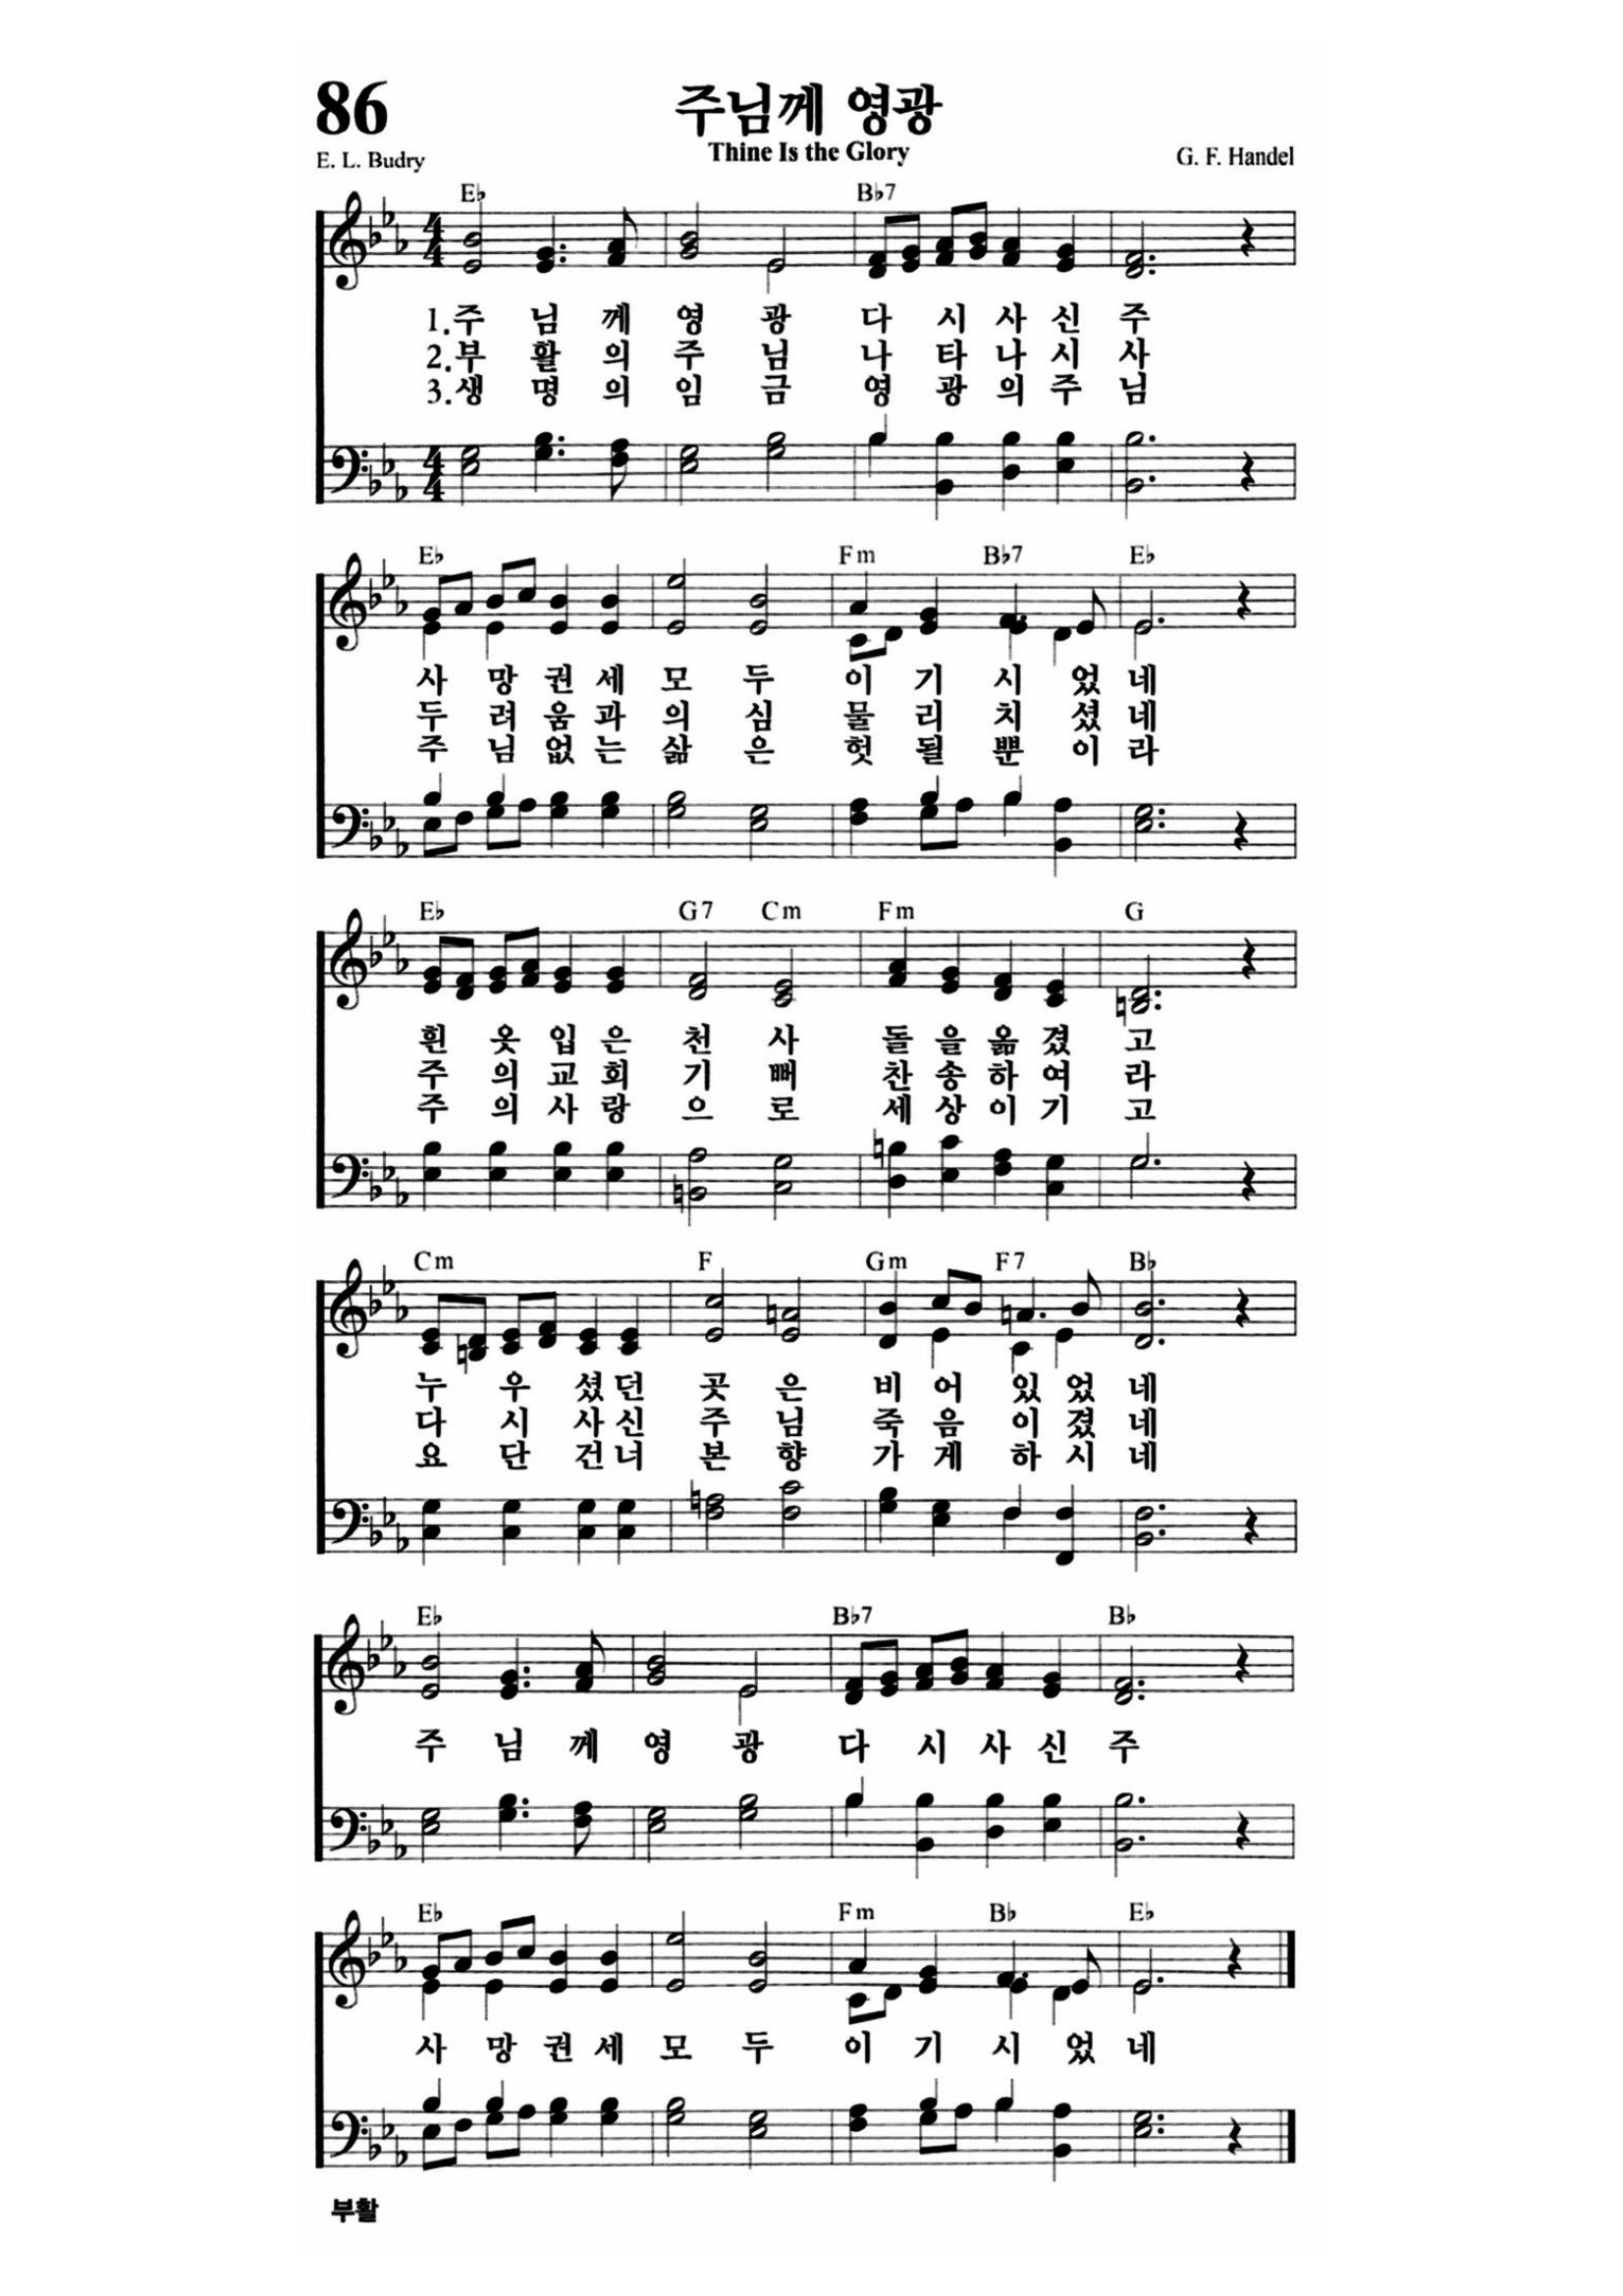 86
주님께 영광
Thine Is the Glory
E. L. Budry
G. F. Handel
E♭ B♭7
1.주 님 께 영 광 다 시 사 신 주
2.부 활 의 주 님 나 타 나 시 사
3.생 명 의 임 금 영 광 의 주 님
E♭ Fm B♭7 E♭
사 망 권 세 모 두 이 기 시 었 네
두 려 움 과 의 심 물 리 치 셨 네
주 님 없 는 삶 은 헛 될 뿐 이 라
E♭ G7 Cm Fm G
흰 옷 입 은 천 사 돌 을 옮 겼 고
주 의 교 회 기 뻐 찬 송 하 여 라
주 의 사 랑 으 로 세 상 이 기 고
Cm F Gm F7 B♭
누 우 셨 던 곳 은 비 어 있 었 네
다 시 사 신 주 님 죽 음 이 겼 네
요 단 건 너 본 향 가 게 하 시 네
E♭ B♭7 B♭
주 님 께 영 광 다 시 사 신 주
E♭ Fm B♭ E♭
사 망 권 세 모 두 이 기 시 었 네
부활